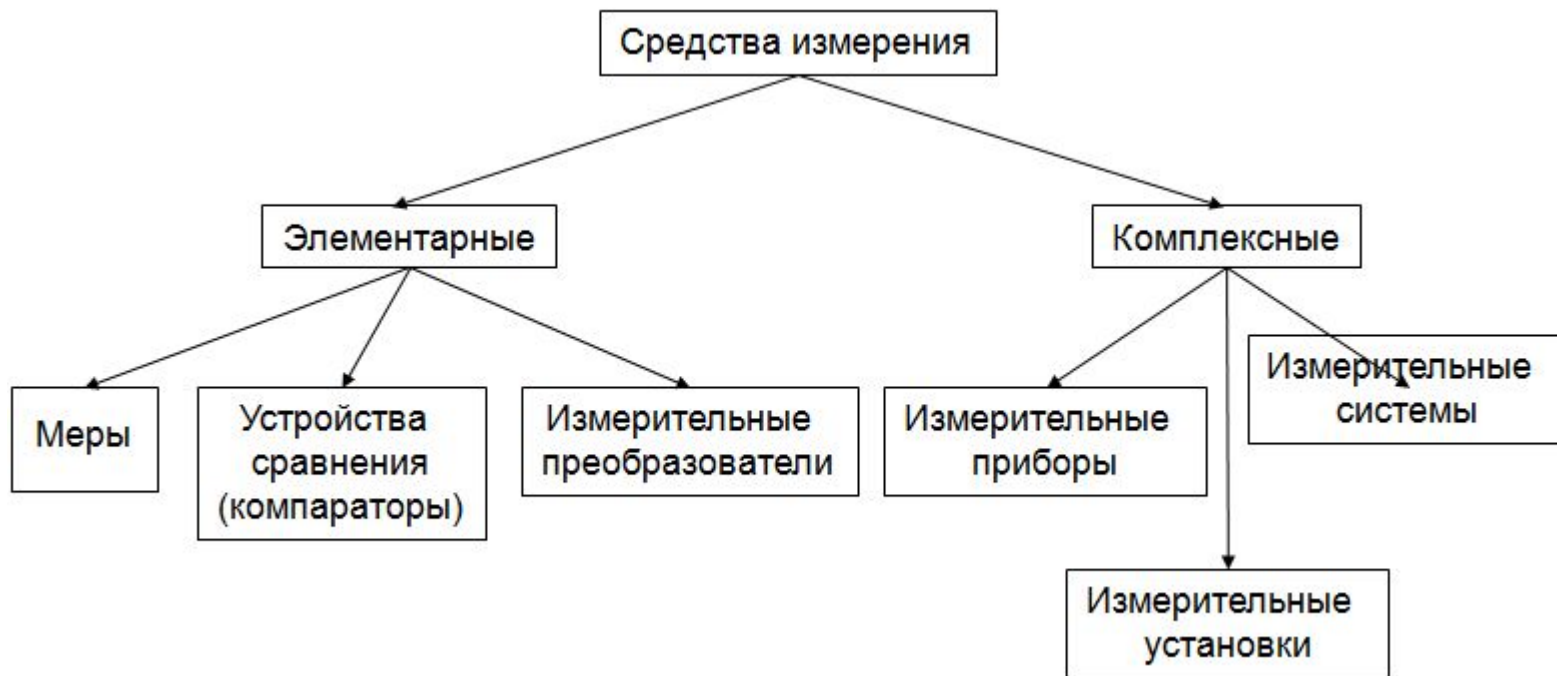 Средства измерения
Элементарные
Комплексные
Меры
Устройства
сравнения
(компараторы)
Измерительные
преобразователи
Измерительные
приборы
Измерительные
системы
Измерительные
установки